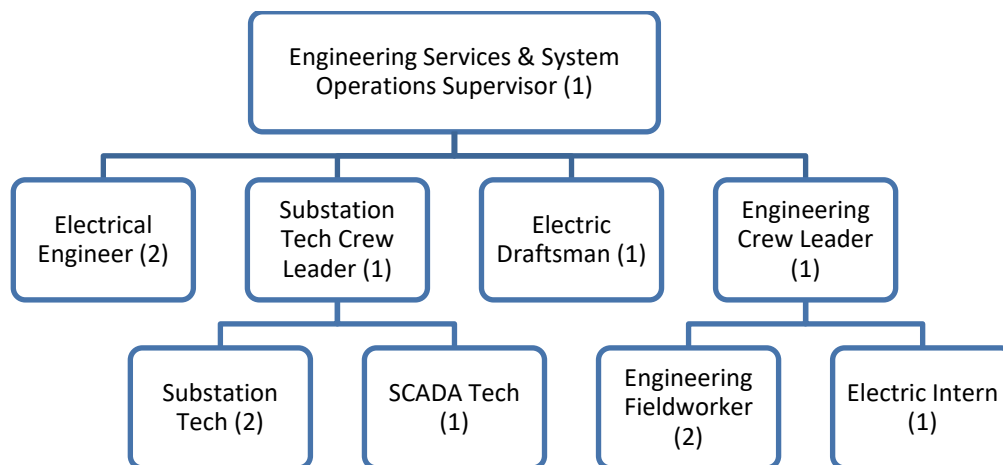 Engineering Services & System
Operations Supervisor (1)
Electrical
Engineer (2)
Substation
Tech Crew
Leader (1)
Electric
Draftsman (1)
Engineering
Crew Leader
(1)
Substation
Tech (2)
SCADA Tech
(1)
Engineering
Fieldworker
(2)
Electric Intern
(1)